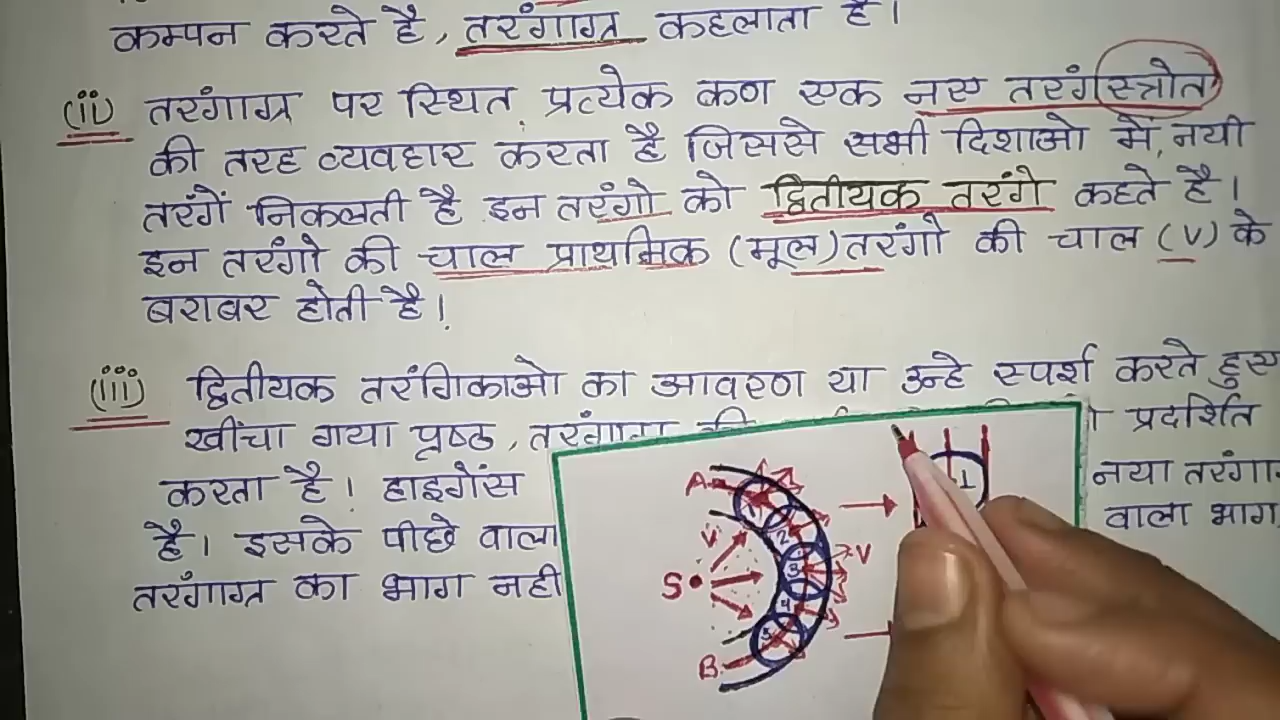 कम्पन करते है, तरंगाग्र कहलाता है।
(ii) तरंगाग्र पर स्थित प्रत्येक कण एक नए तरंगस्त्रोत
की तरह व्यवहार करता है जिससे सभी दिशाओ में नयी
तरंगें निकलती है इन तरंगो को द्वितीयक तरंगे कहते है।
इन तरंगो की चाल प्राथमिक (मूल) तरंगो की चाल (v) के
बराबर होती है।
(iii) द्वितीयक तरंगिकाओ का आवरण या उन्हे स्पर्श करते हुए
खींचा गया पृष्ठ, प्रदर्शित
करता है। हाइगेंस नया
है। इसके पीछे वाला वाला भाग
तरंगाग्र का भाग नही
A
1
2
V
3
V
S
4
5
B
1